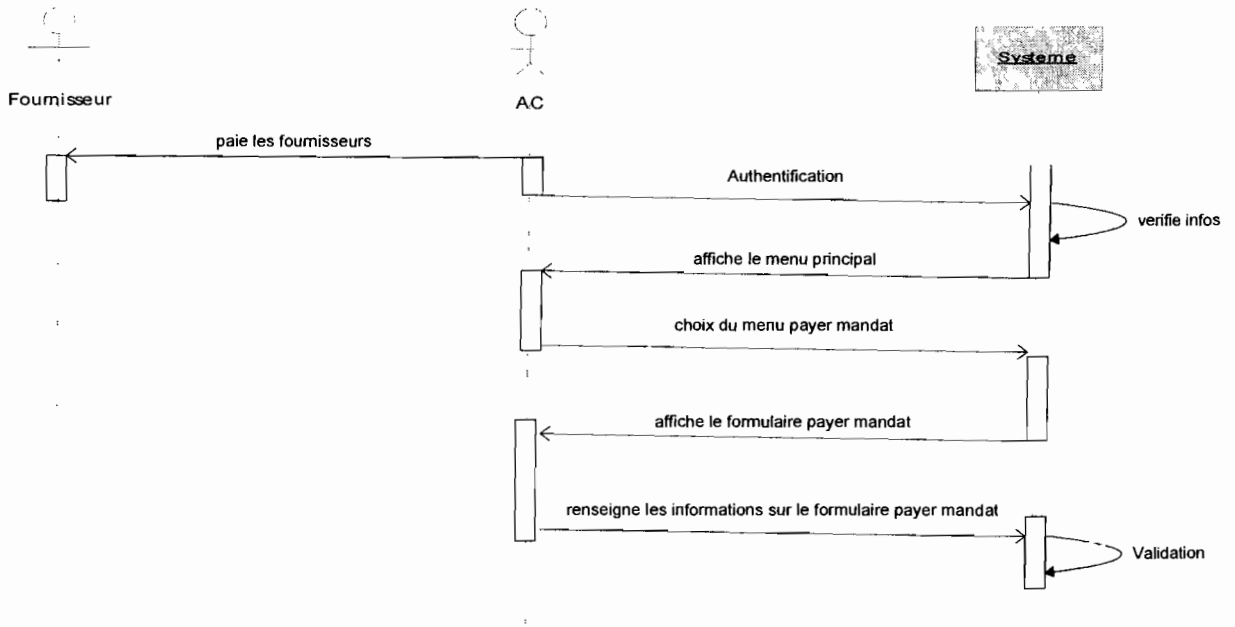 Systeme
Fournisseur
AC
paie les fournisseurs
Authentification
verifie infos
affiche le menu principal
choix du menu payer mandat
affiche le formulaire payer mandat
renseigne les informations sur le formulaire payer mandat
Validation